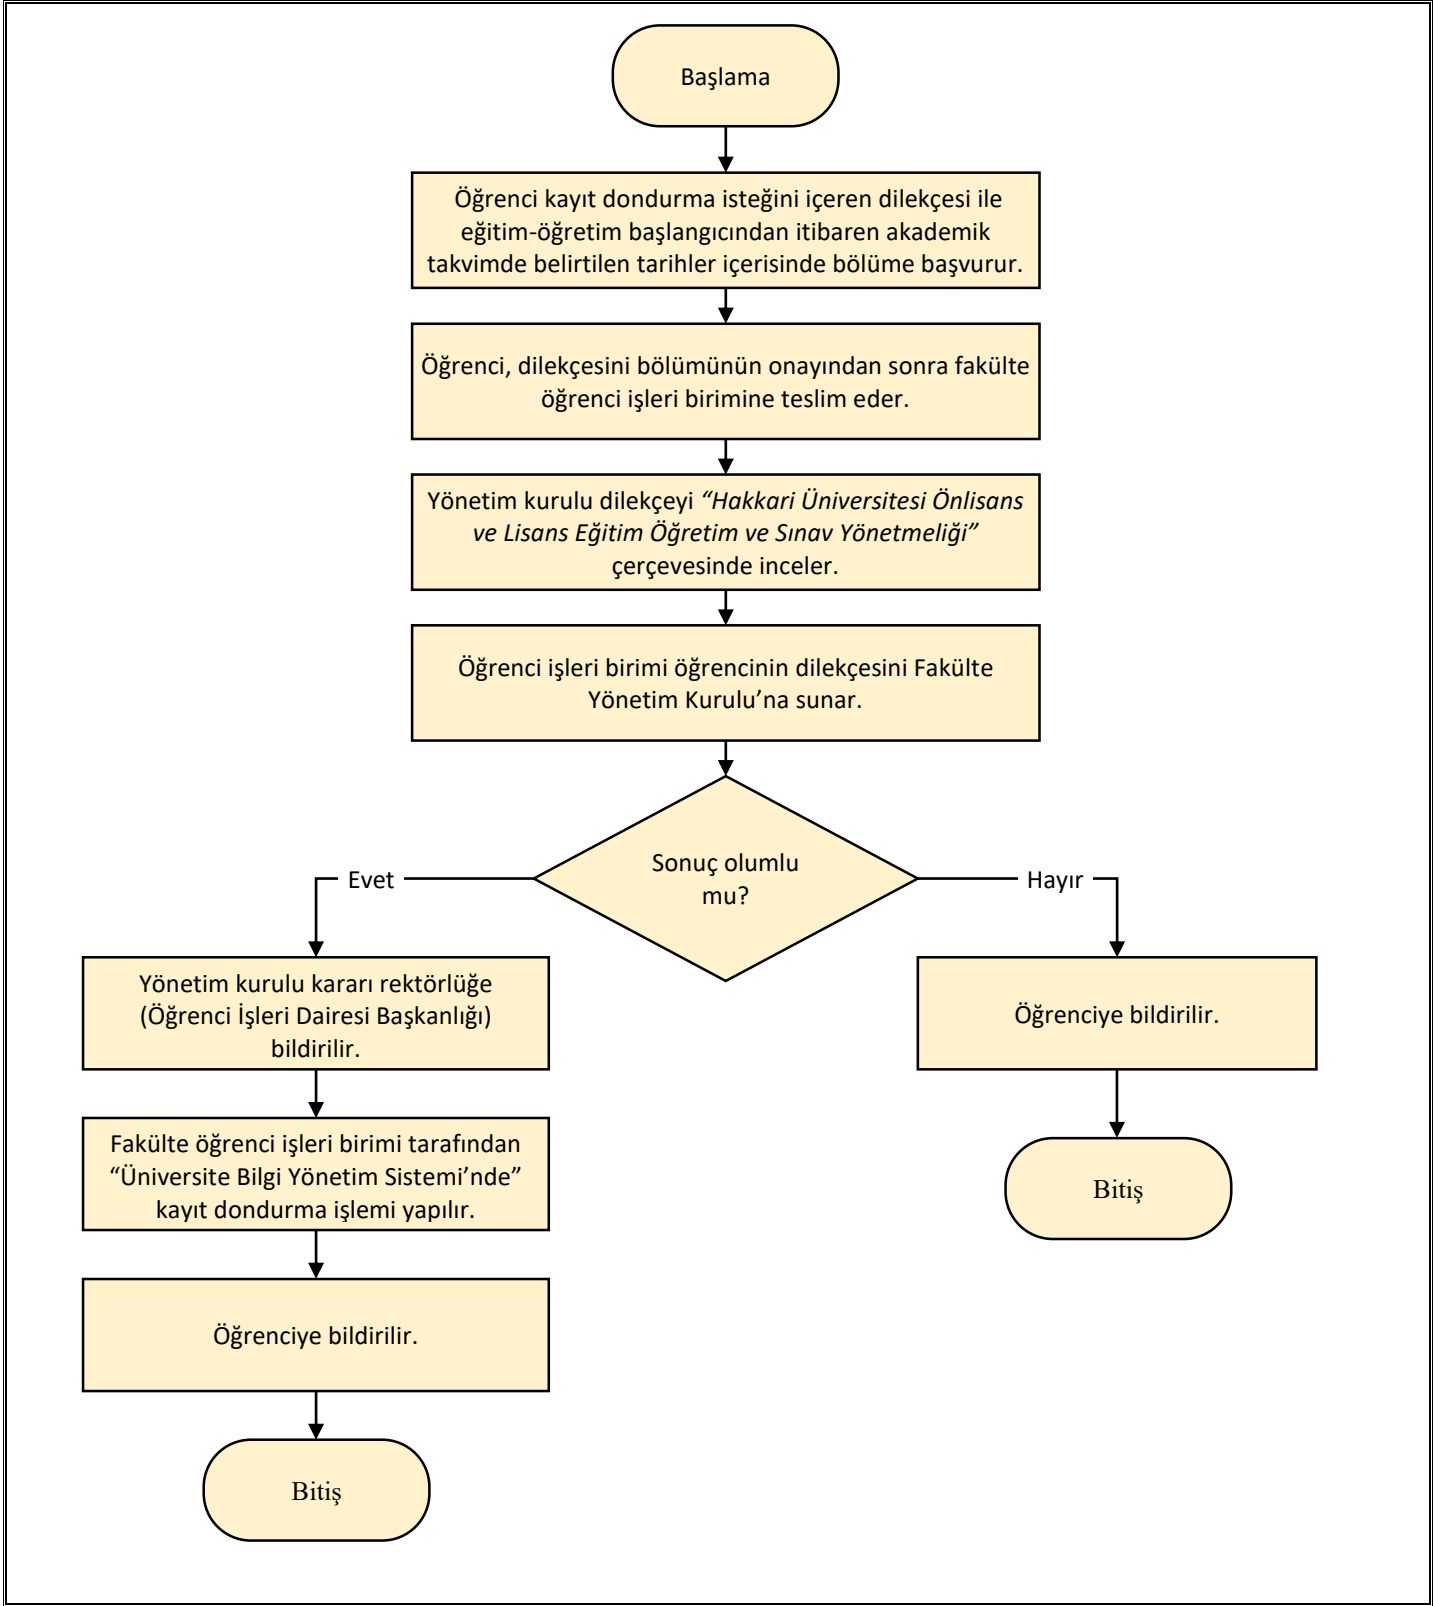 Başlama
Öğrenci kayıt dondurma isteğini içeren dilekçesi ile
eğitim-öğretim başlangıcından itibaren akademik
takvimde belirtilen tarihler içerisinde bölüme başvurur.
Öğrenci, dilekçesini bölümünün onayından sonra fakülte
öğrenci işleri birimine teslim eder.
Yönetim kurulu dilekçeyi “Hakkari Üniversitesi Önlisans
ve Lisans Eğitim Öğretim ve Sınav Yönetmeliği”
çerçevesinde inceler.
Öğrenci işleri birimi öğrencinin dilekçesini Fakülte
Yönetim Kurulu’na sunar.
Sonuç olumlu
mu?
Evet
Hayır
Yönetim kurulu kararı rektörlüğe
(Öğrenci İşleri Dairesi Başkanlığı)
bildirilir.
Öğrenciye bildirilir.
Fakülte öğrenci işleri birimi tarafından
“Üniversite Bilgi Yönetim Sistemi’nde”
kayıt dondurma işlemi yapılır.
Bitiş
Öğrenciye bildirilir.
Bitiş